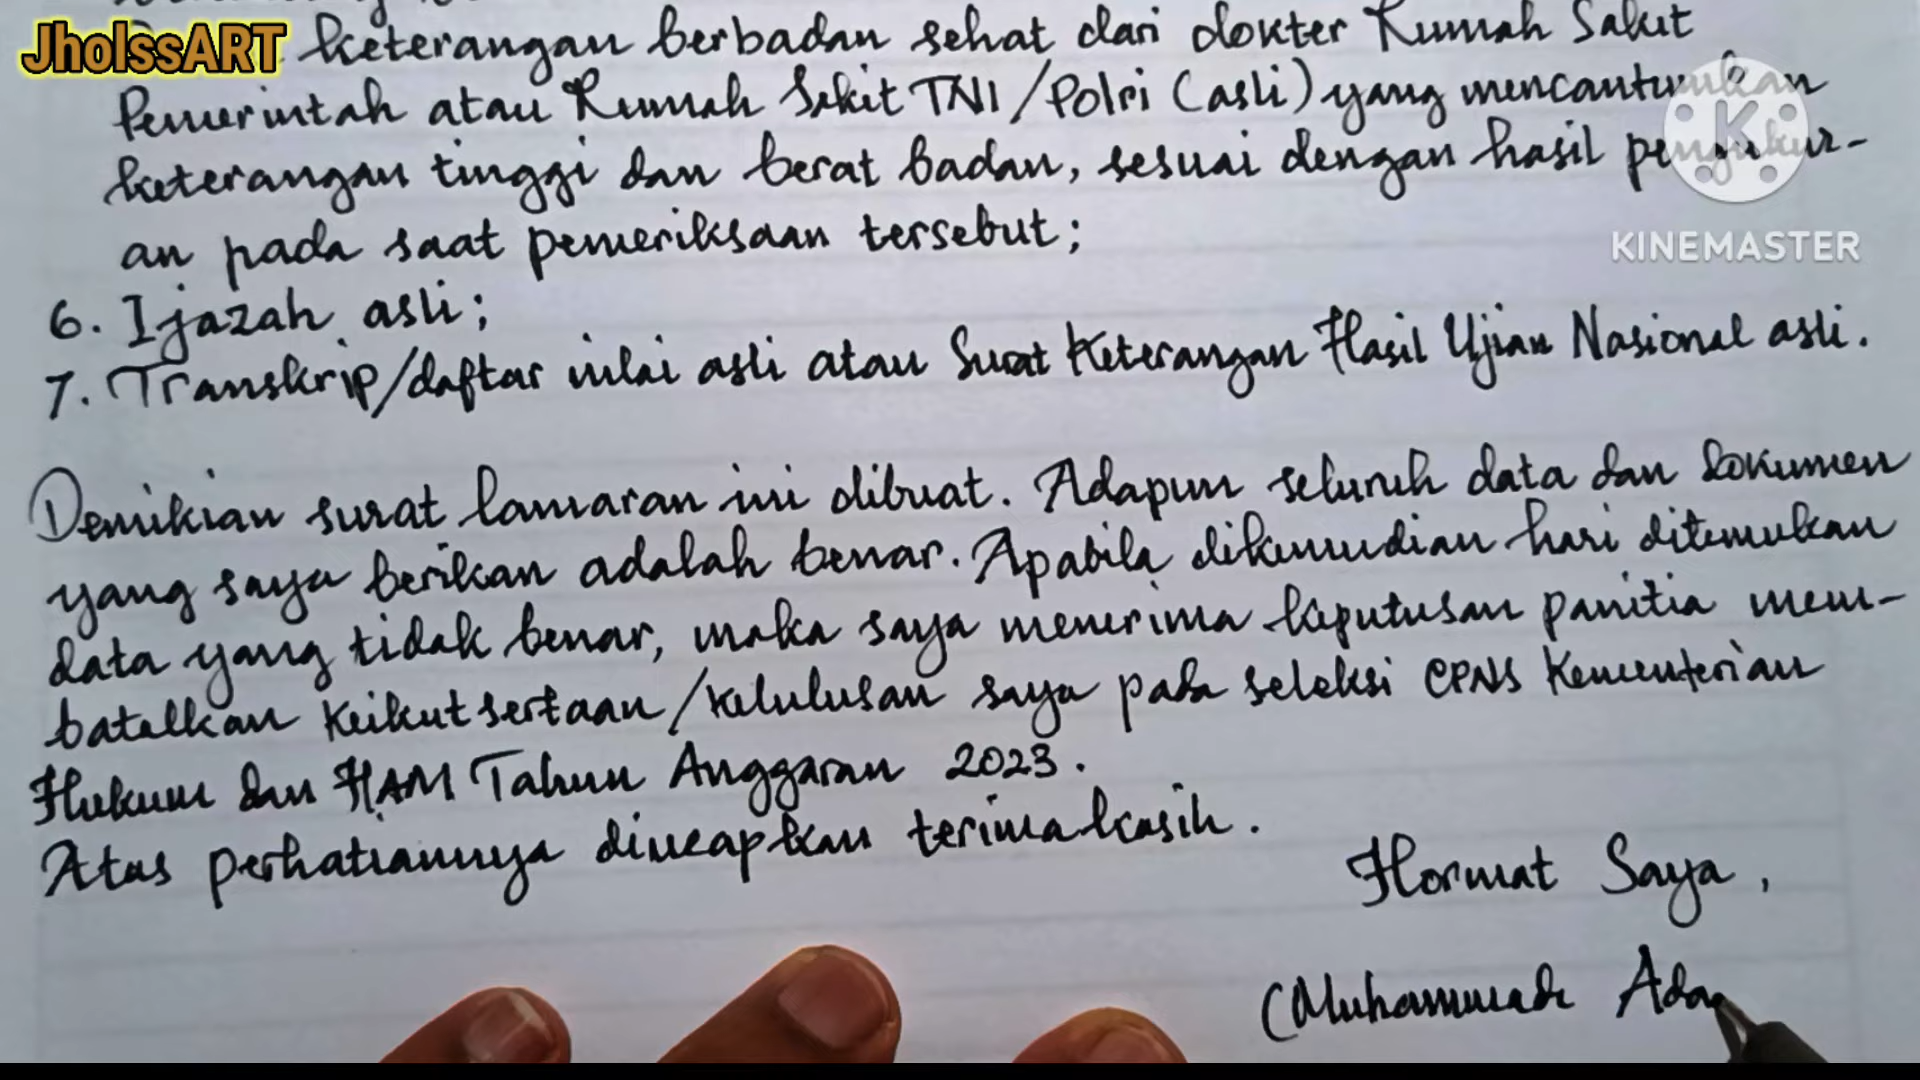 JholssART
keterangan berbadan sehat dari dokter Rumah Sakit
Pemerintah atau Rumah Sakit TNI/Polri (asli) yang mencantumkan
keterangan tinggi dan berat badan, sesuai dengan hasil pengukur-
an pada saat pemeriksaan tersebut;
KINEMASTER
6. Ijazah asli;
7. Transkrip/daftar nilai asli atau Surat Keterangan Hasil Ujian Nasional asli.
Demikian surat lamaran ini dibuat. Adapun seluruh data dan dokumen
yang saya berikan adalah benar. Apabila dikemudian hari ditemukan
data yang tidak benar, maka saya menerima keputusan panitia mem-
batalkan keikutsertaan/kelulusan saya pada seleksi CPNS Kementerian
Hukum dan HAM Tahun Anggaran 2023.
Atas perhatiannya diucapkan terimakasih.
Hormat Saya,
(Muhammad Ada